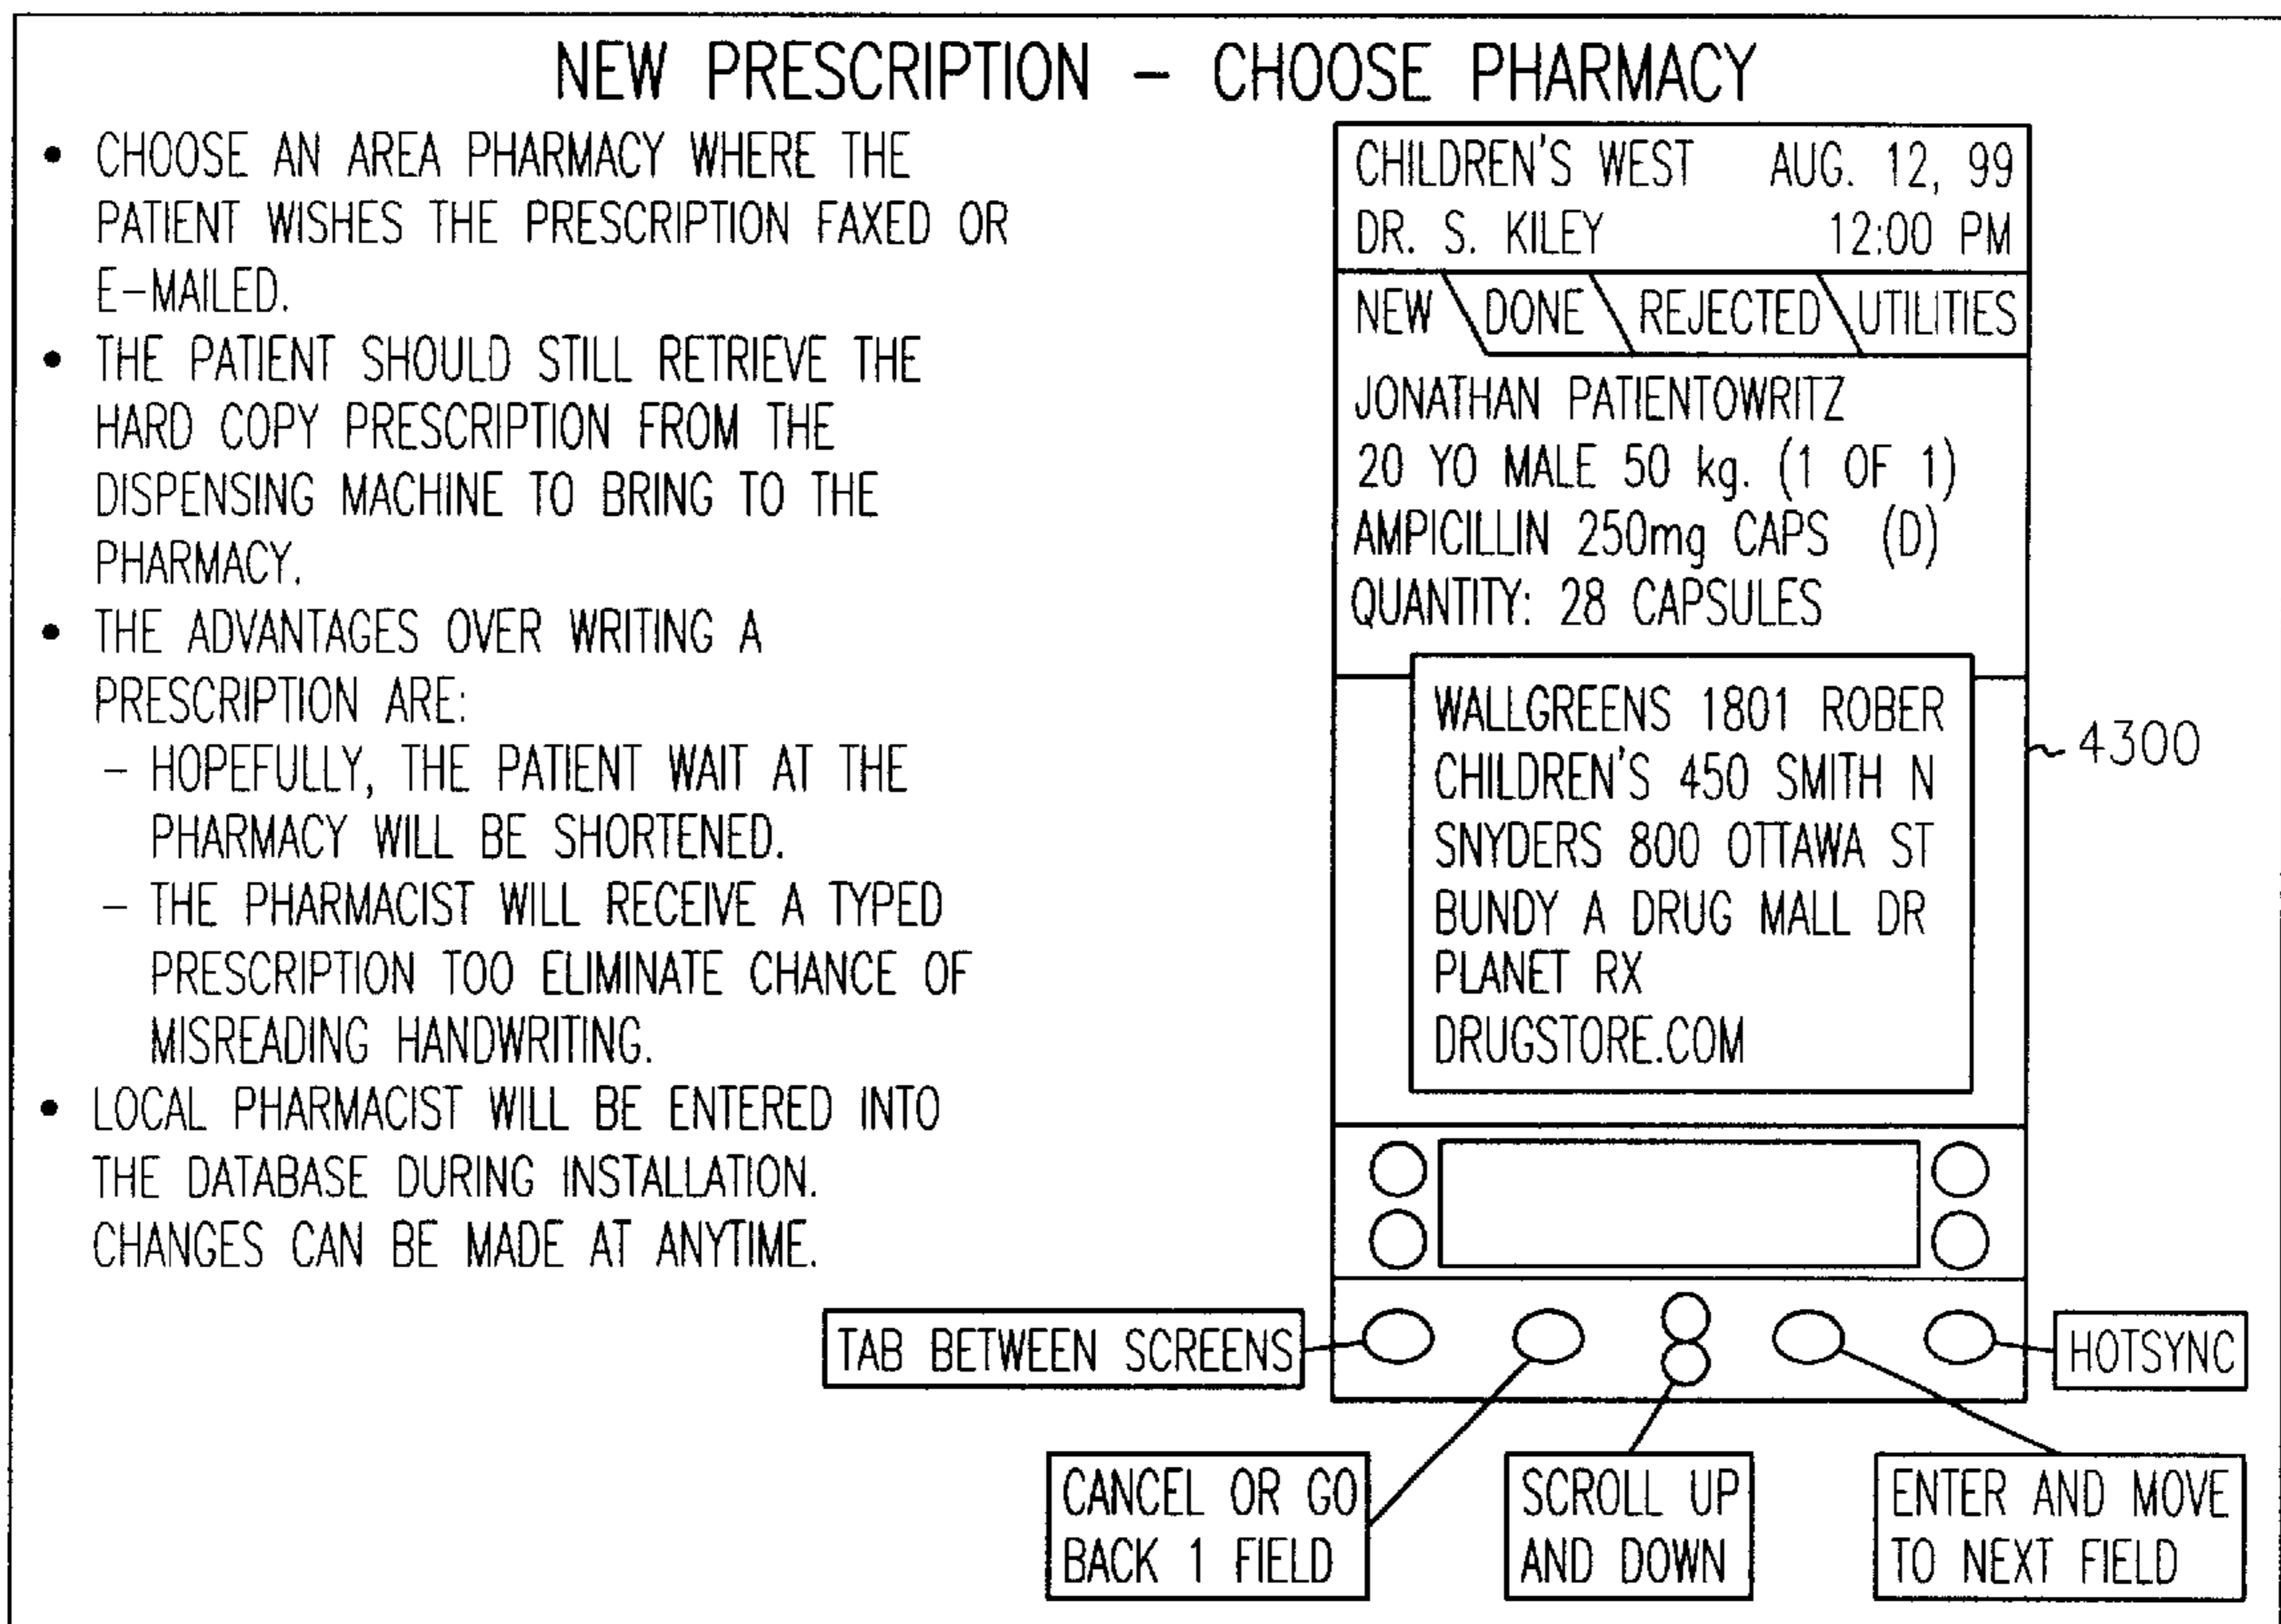 NEW PRESCRIPTION – CHOOSE PHARMACY
• CHOOSE AN AREA PHARMACY WHERE THE
PATIENT WISHES THE PRESCRIPTION FAXED OR
E-MAILED.
• THE PATIENT SHOULD STILL RETRIEVE THE
HARD COPY PRESCRIPTION FROM THE
DISPENSING MACHINE TO BRING TO THE
PHARMACY.
• THE ADVANTAGES OVER WRITING A
PRESCRIPTION ARE:
– HOPEFULLY, THE PATIENT WAIT AT THE
PHARMACY WILL BE SHORTENED.
– THE PHARMACIST WILL RECEIVE A TYPED
PRESCRIPTION TOO ELIMINATE CHANCE OF
MISREADING HANDWRITING.
• LOCAL PHARMACIST WILL BE ENTERED INTO
THE DATABASE DURING INSTALLATION.
CHANGES CAN BE MADE AT ANYTIME.
CHILDREN'S WEST AUG. 12, 99
DR. S. KILEY 12:00 PM
NEW DONE REJECTED UTILITIES
JONATHAN PATIENTOWRITZ
20 YO MALE 50 kg. (1 OF 1)
AMPICILLIN 250mg CAPS (D)
QUANTITY: 28 CAPSULES
WALLGREENS 1801 ROBER
CHILDREN'S 450 SMITH N
SNYDERS 800 OTTAWA ST
BUNDY A DRUG MALL DR
PLANET RX
DRUGSTORE.COM
4300
TAB BETWEEN SCREENS
HOTSYNC
CANCEL OR GO
BACK 1 FIELD
SCROLL UP
AND DOWN
ENTER AND MOVE
TO NEXT FIELD